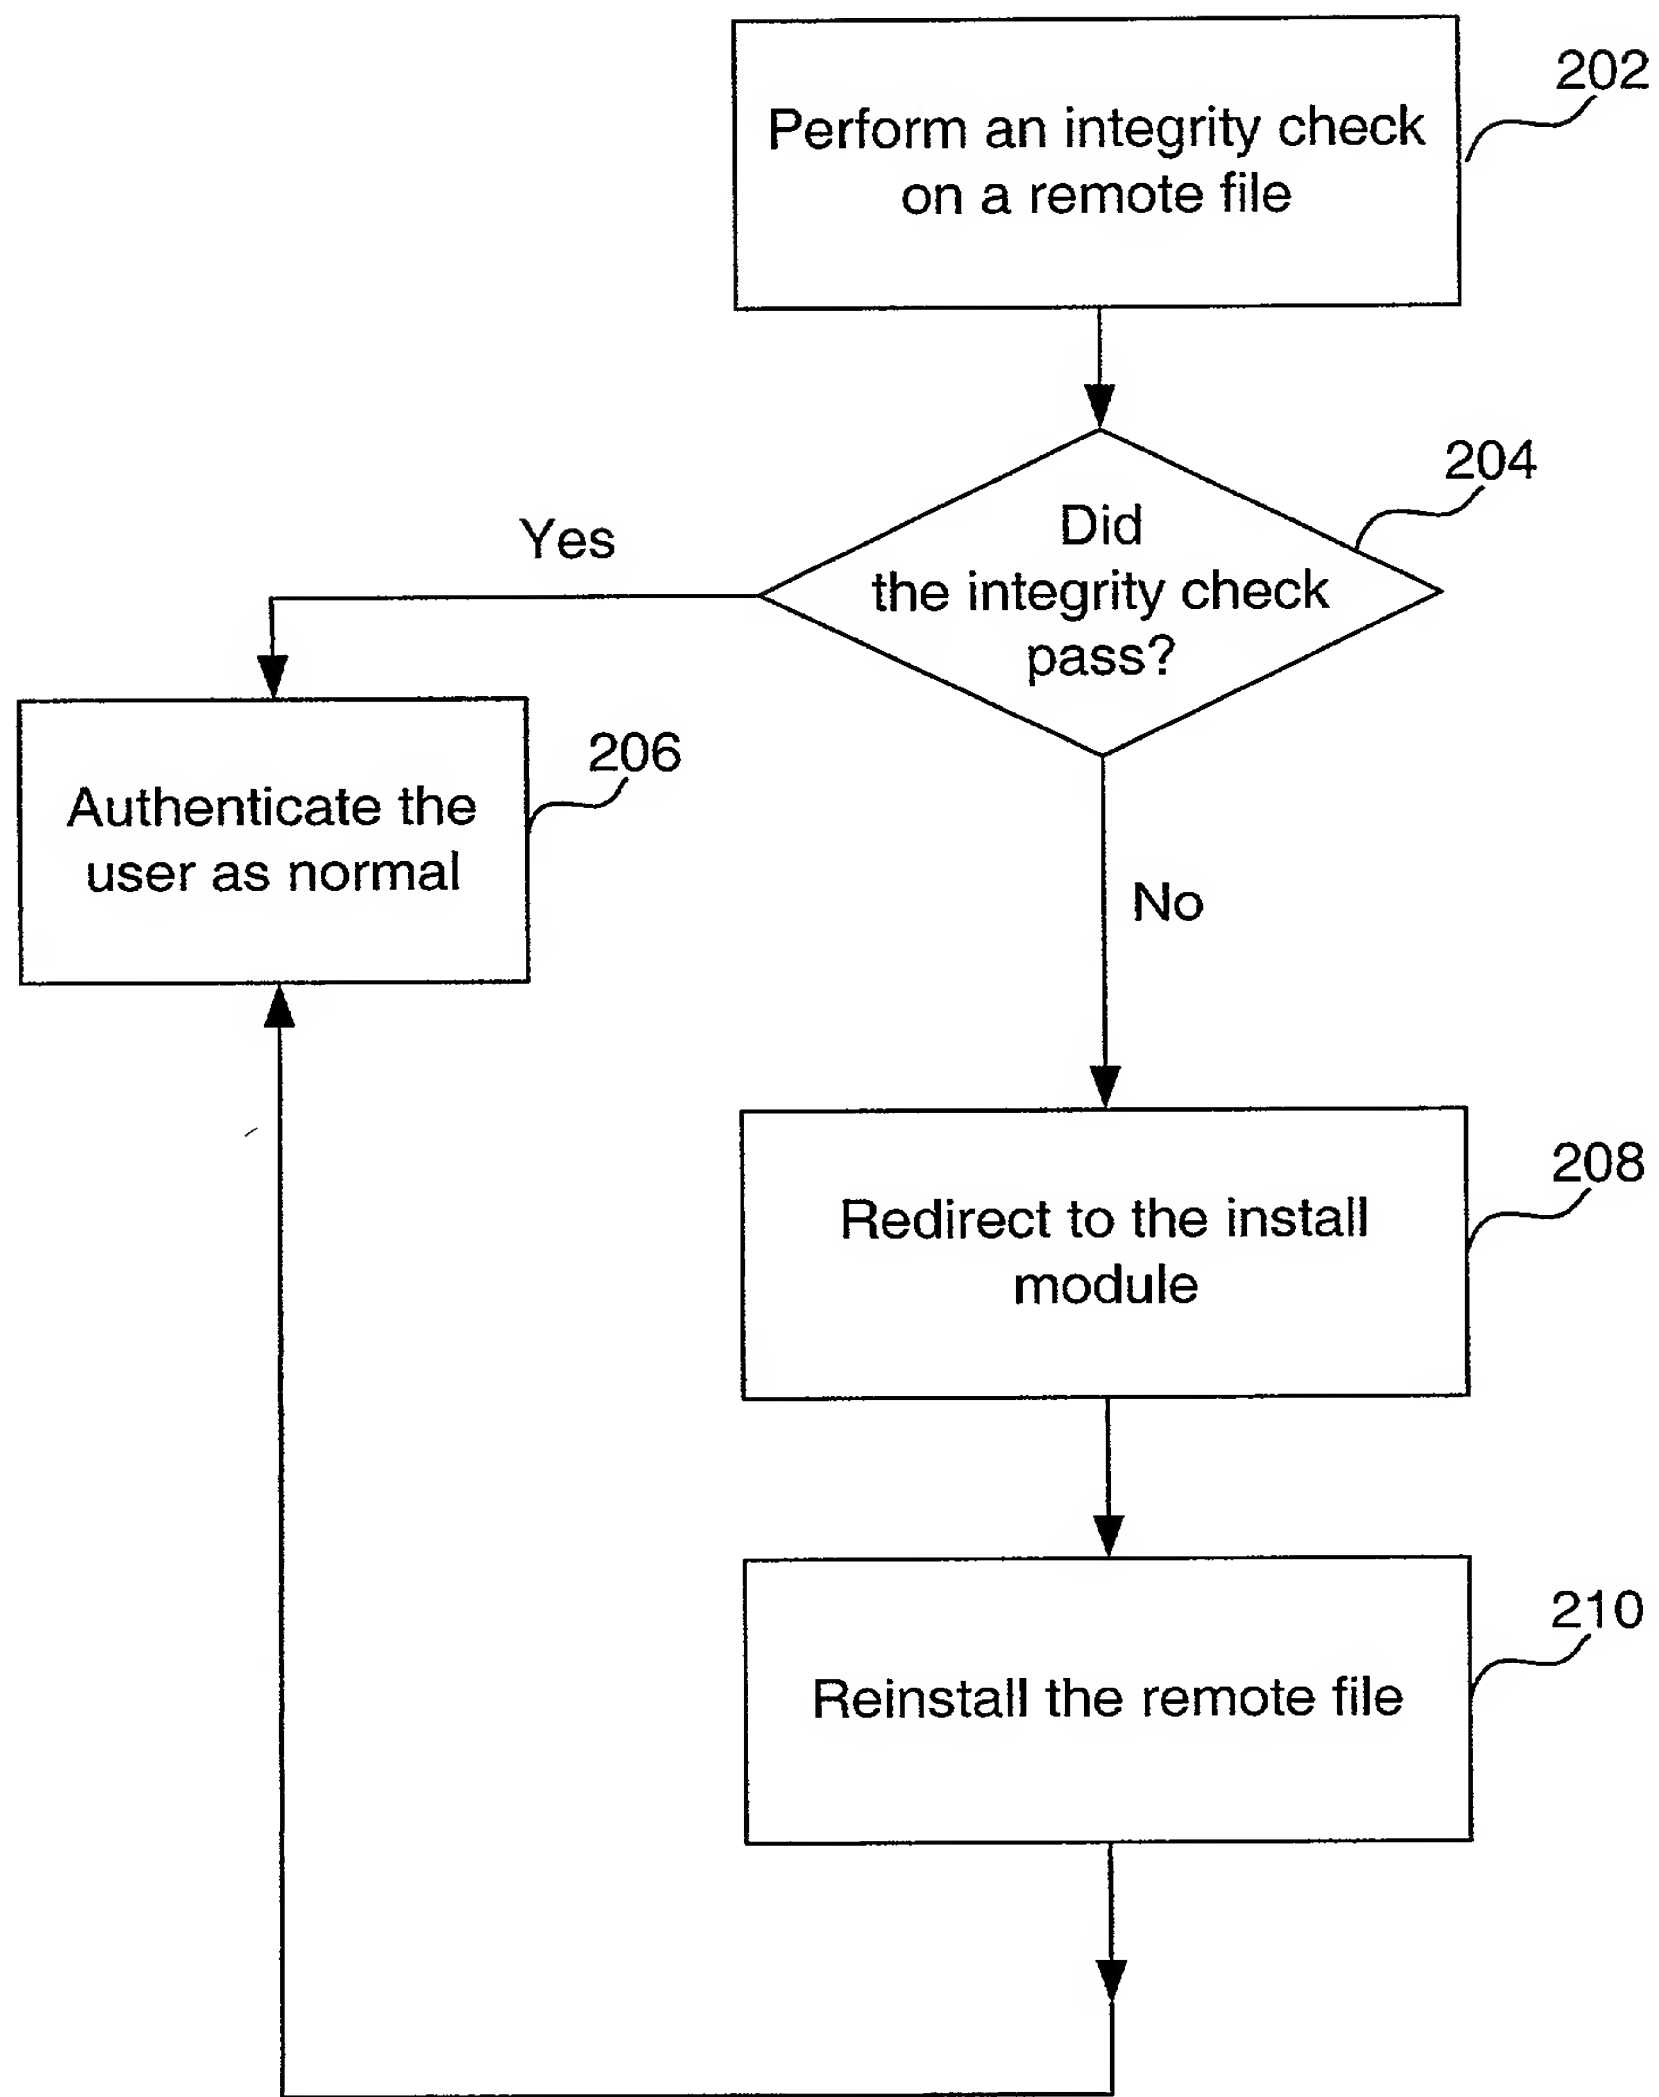 Perform an integrity check
on a remote file
202
Did
the integrity check
pass?
204
Yes
Authenticate the
user as normal
206
No
Redirect to the install
module
208
Reinstall the remote file
210